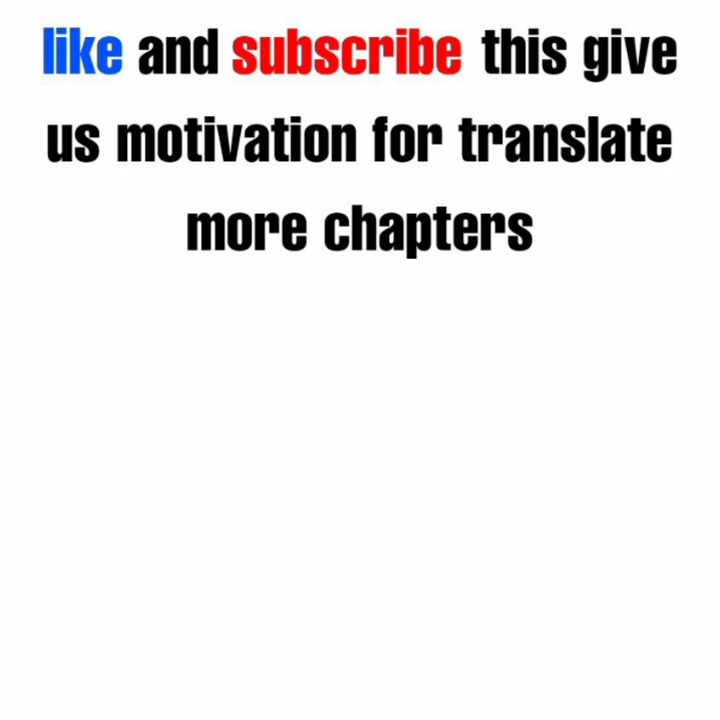 like and subscribe this give
us motivation for translate
more chapters